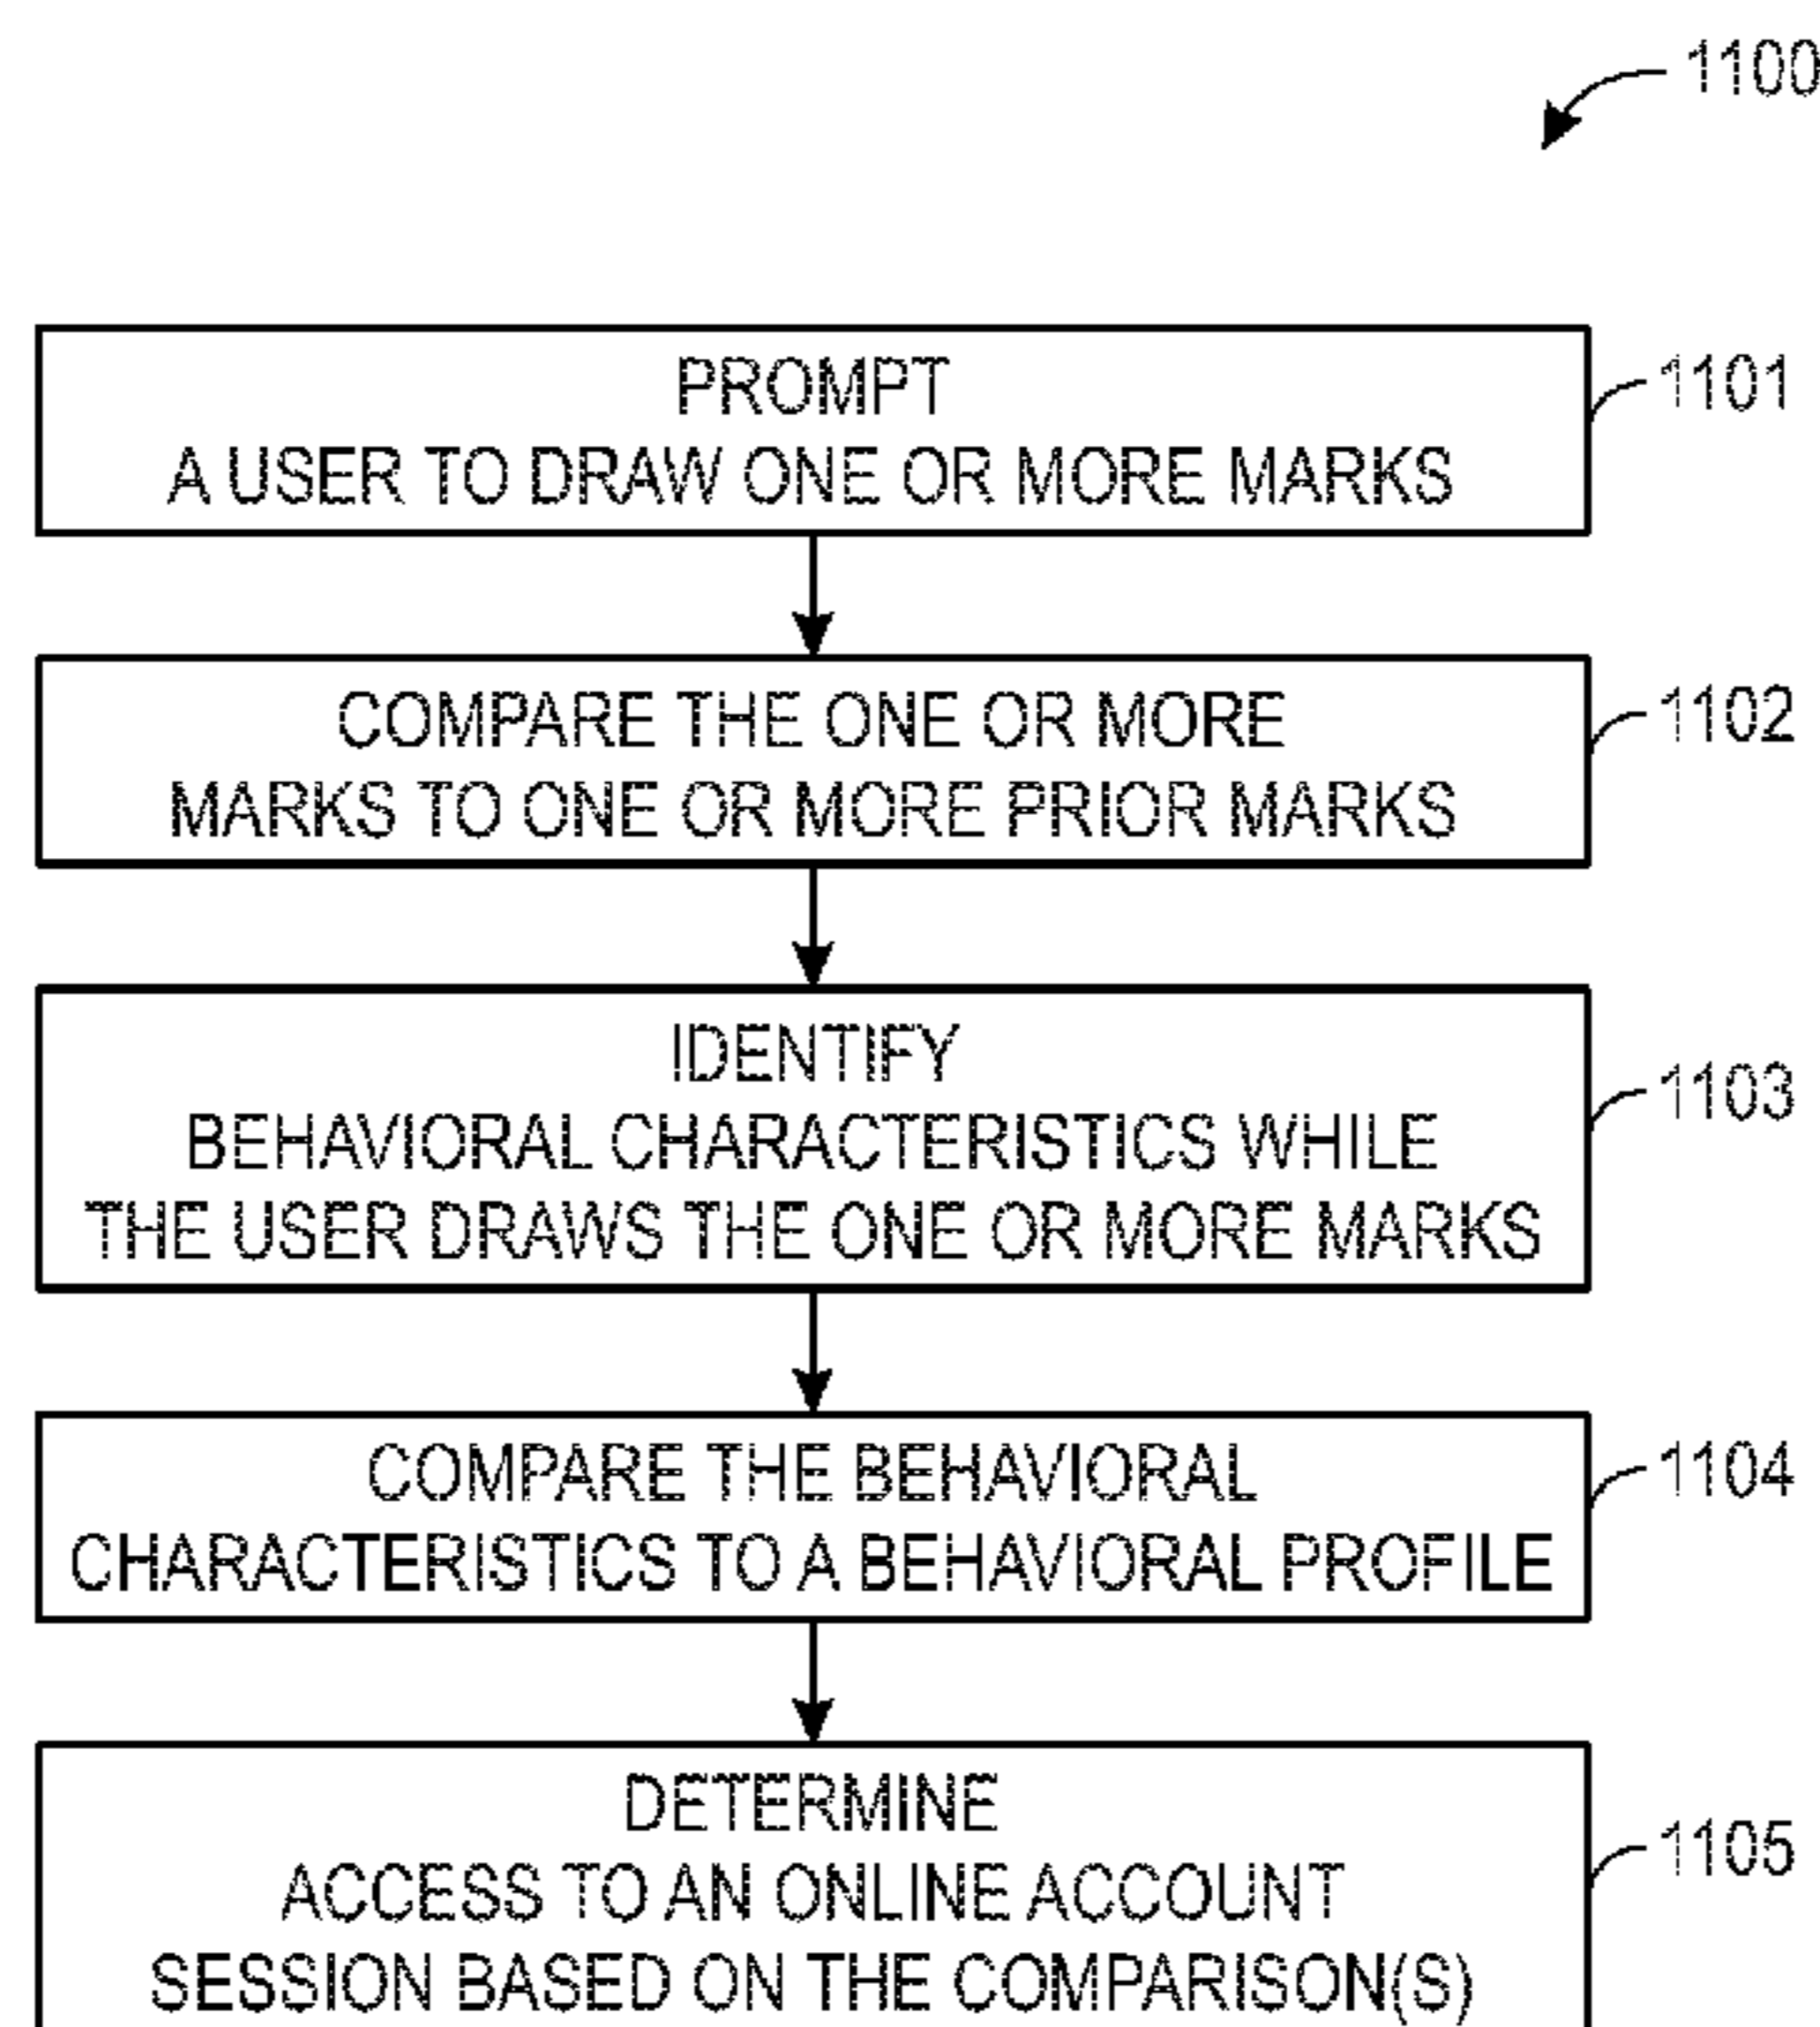 1100
PROMPT
A USER TO DRAW ONE OR MORE MARKS
1101
COMPARE THE ONE OR MORE
MARKS TO ONE OR MORE PRIOR MARKS
1102
IDENTIFY
BEHAVIORAL CHARACTERISTICS WHILE
THE USER DRAWS THE ONE OR MORE MARKS
1103
COMPARE THE BEHAVIORAL
CHARACTERISTICS TO A BEHAVIORAL PROFILE
1104
DETERMINE
ACCESS TO AN ONLINE ACCOUNT
SESSION BASED ON THE COMPARISON(S)
1105